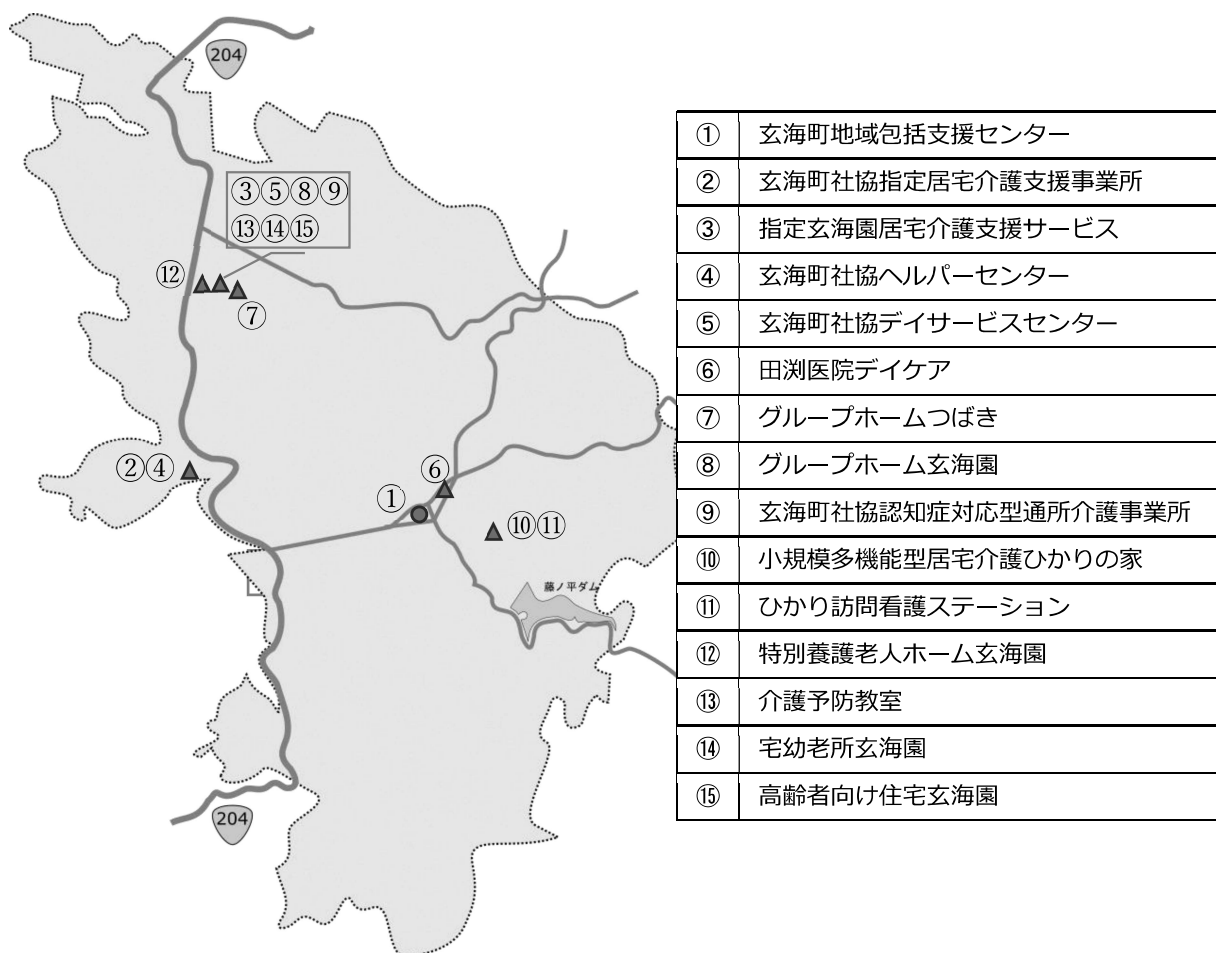 204
③⑤⑧⑨
⑬⑭⑮
⑫
⑦
②④
⑥
①
⑩⑪
藤ノ平ダム
204
① 玄海町地域包括支援センター
② 玄海町社協指定居宅介護支援事業所
③ 指定玄海園居宅介護支援サービス
④ 玄海町社協ヘルパーセンター
⑤ 玄海町社協デイサービスセンター
⑥ 田渕医院デイケア
⑦ グループホームつばき
⑧ グループホーム玄海園
⑨ 玄海町社協認知症対応型通所介護事業所
⑩ 小規模多機能型居宅介護ひかりの家
⑪ ひかり訪問看護ステーション
⑫ 特別養護老人ホーム玄海園
⑬ 介護予防教室
⑭ 宅幼老所玄海園
⑮ 高齢者向け住宅玄海園